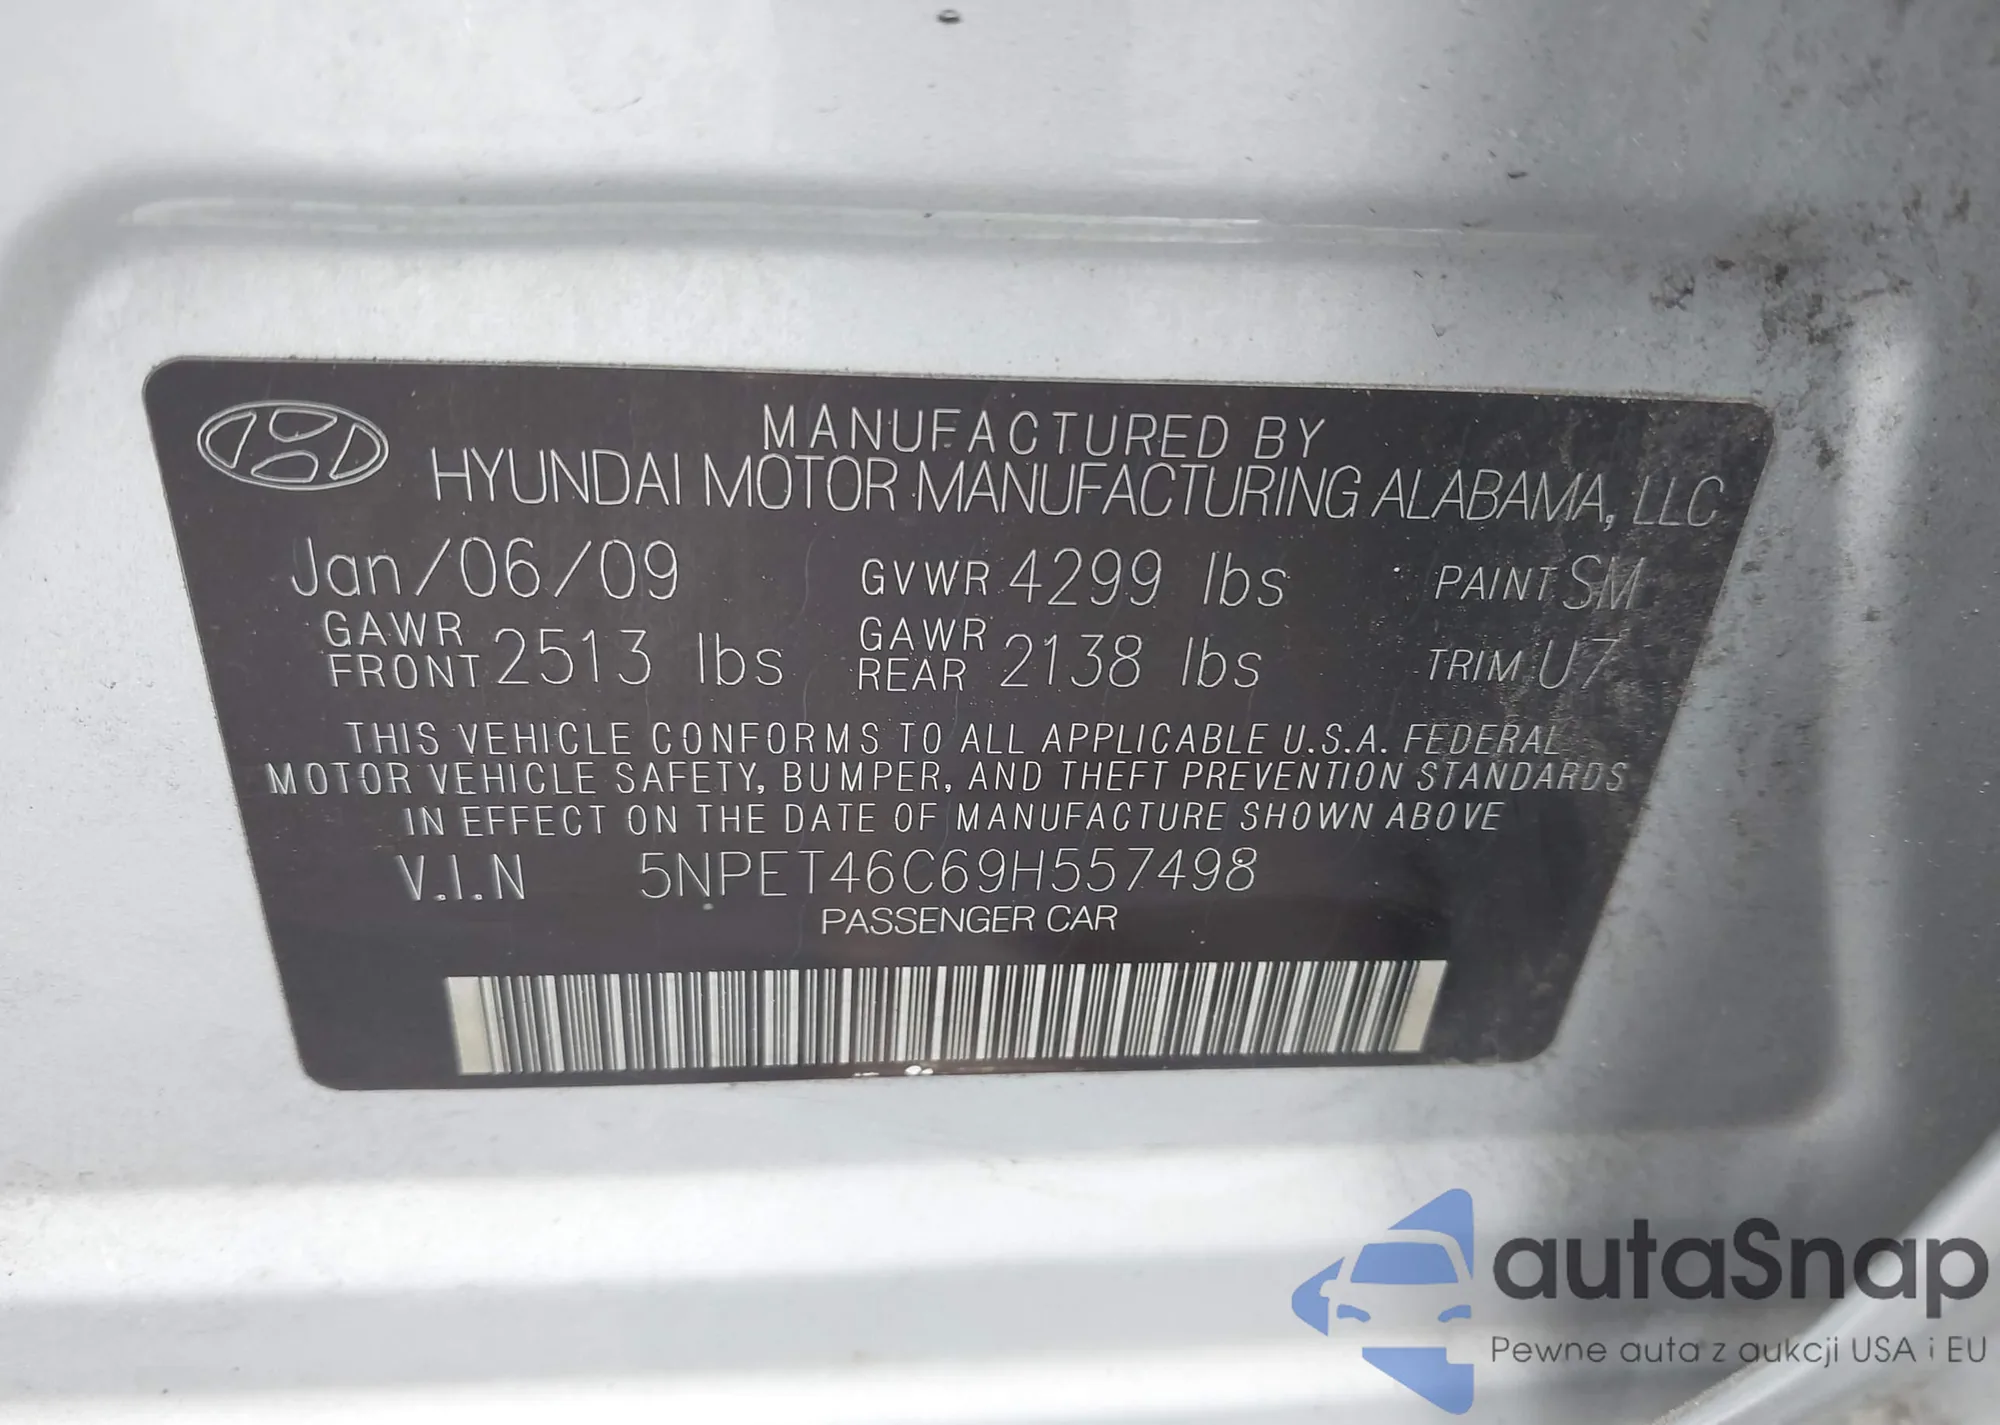 MANUFACTURED BY
HYUNDAI MOTOR MANUFACTURING ALABAMA, LLC
Jan/06/09 GVWR 4299 lbs PAINT SM
GAWR FRONT 2513 lbs GAWR REAR 2138 lbs TRIM U7
THIS VEHICLE CONFORMS TO ALL APPLICABLE U.S.A. FEDERAL
MOTOR VEHICLE SAFETY, BUMPER, AND THEFT PREVENTION STANDARDS
IN EFFECT ON THE DATE OF MANUFACTURE SHOWN ABOVE
V.I.N 5NPET46C69H557498
PASSENGER CAR
autaSnap
Pewne auta z aukcji USA i EU